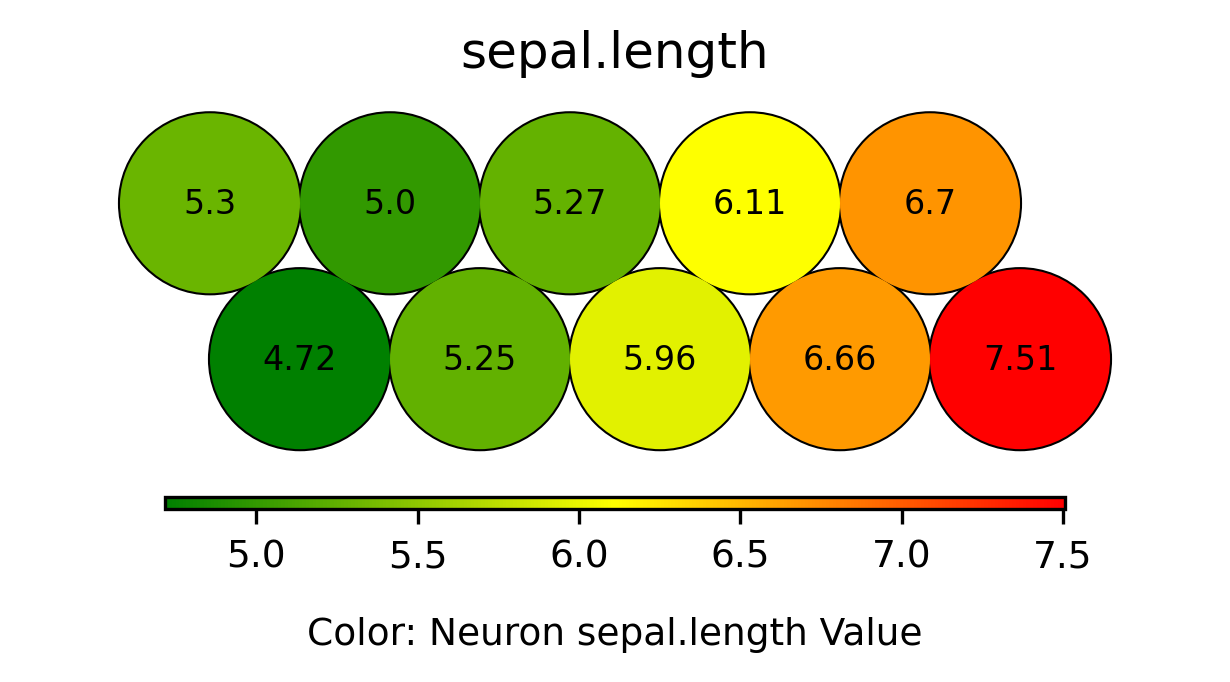 sepal.length
5.3 5.0 5.27 6.11 6.7
4.72 5.25 5.96 6.66 7.51
5.0 5.5 6.0 6.5 7.0 7.5
Color: Neuron sepal.length Value